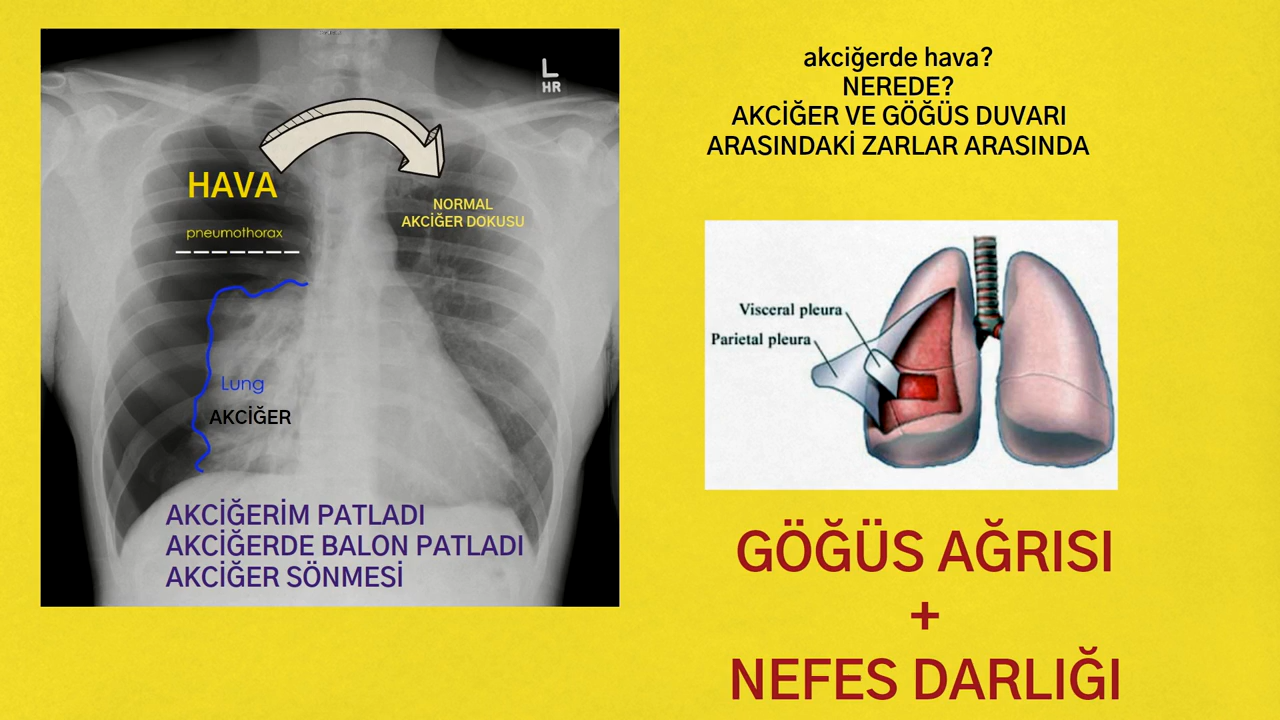 L
HR
HAVA
pneumothorax
NORMAL
AKCİĞER DOKUSU
Lung
AKCİĞER
AKCİĞERİM PATLADI
AKCİĞERDE BALON PATLADI
AKCİĞER SÖNMESİ
akciğerde hava?
NEREDE?
AKCİĞER VE GÖĞÜS DUVARI
ARASINDAKİ ZARLAR ARASINDA
Visceral pleura
Parietal pleura
GÖĞÜS AĞRISI
+
NEFES DARLIĞI